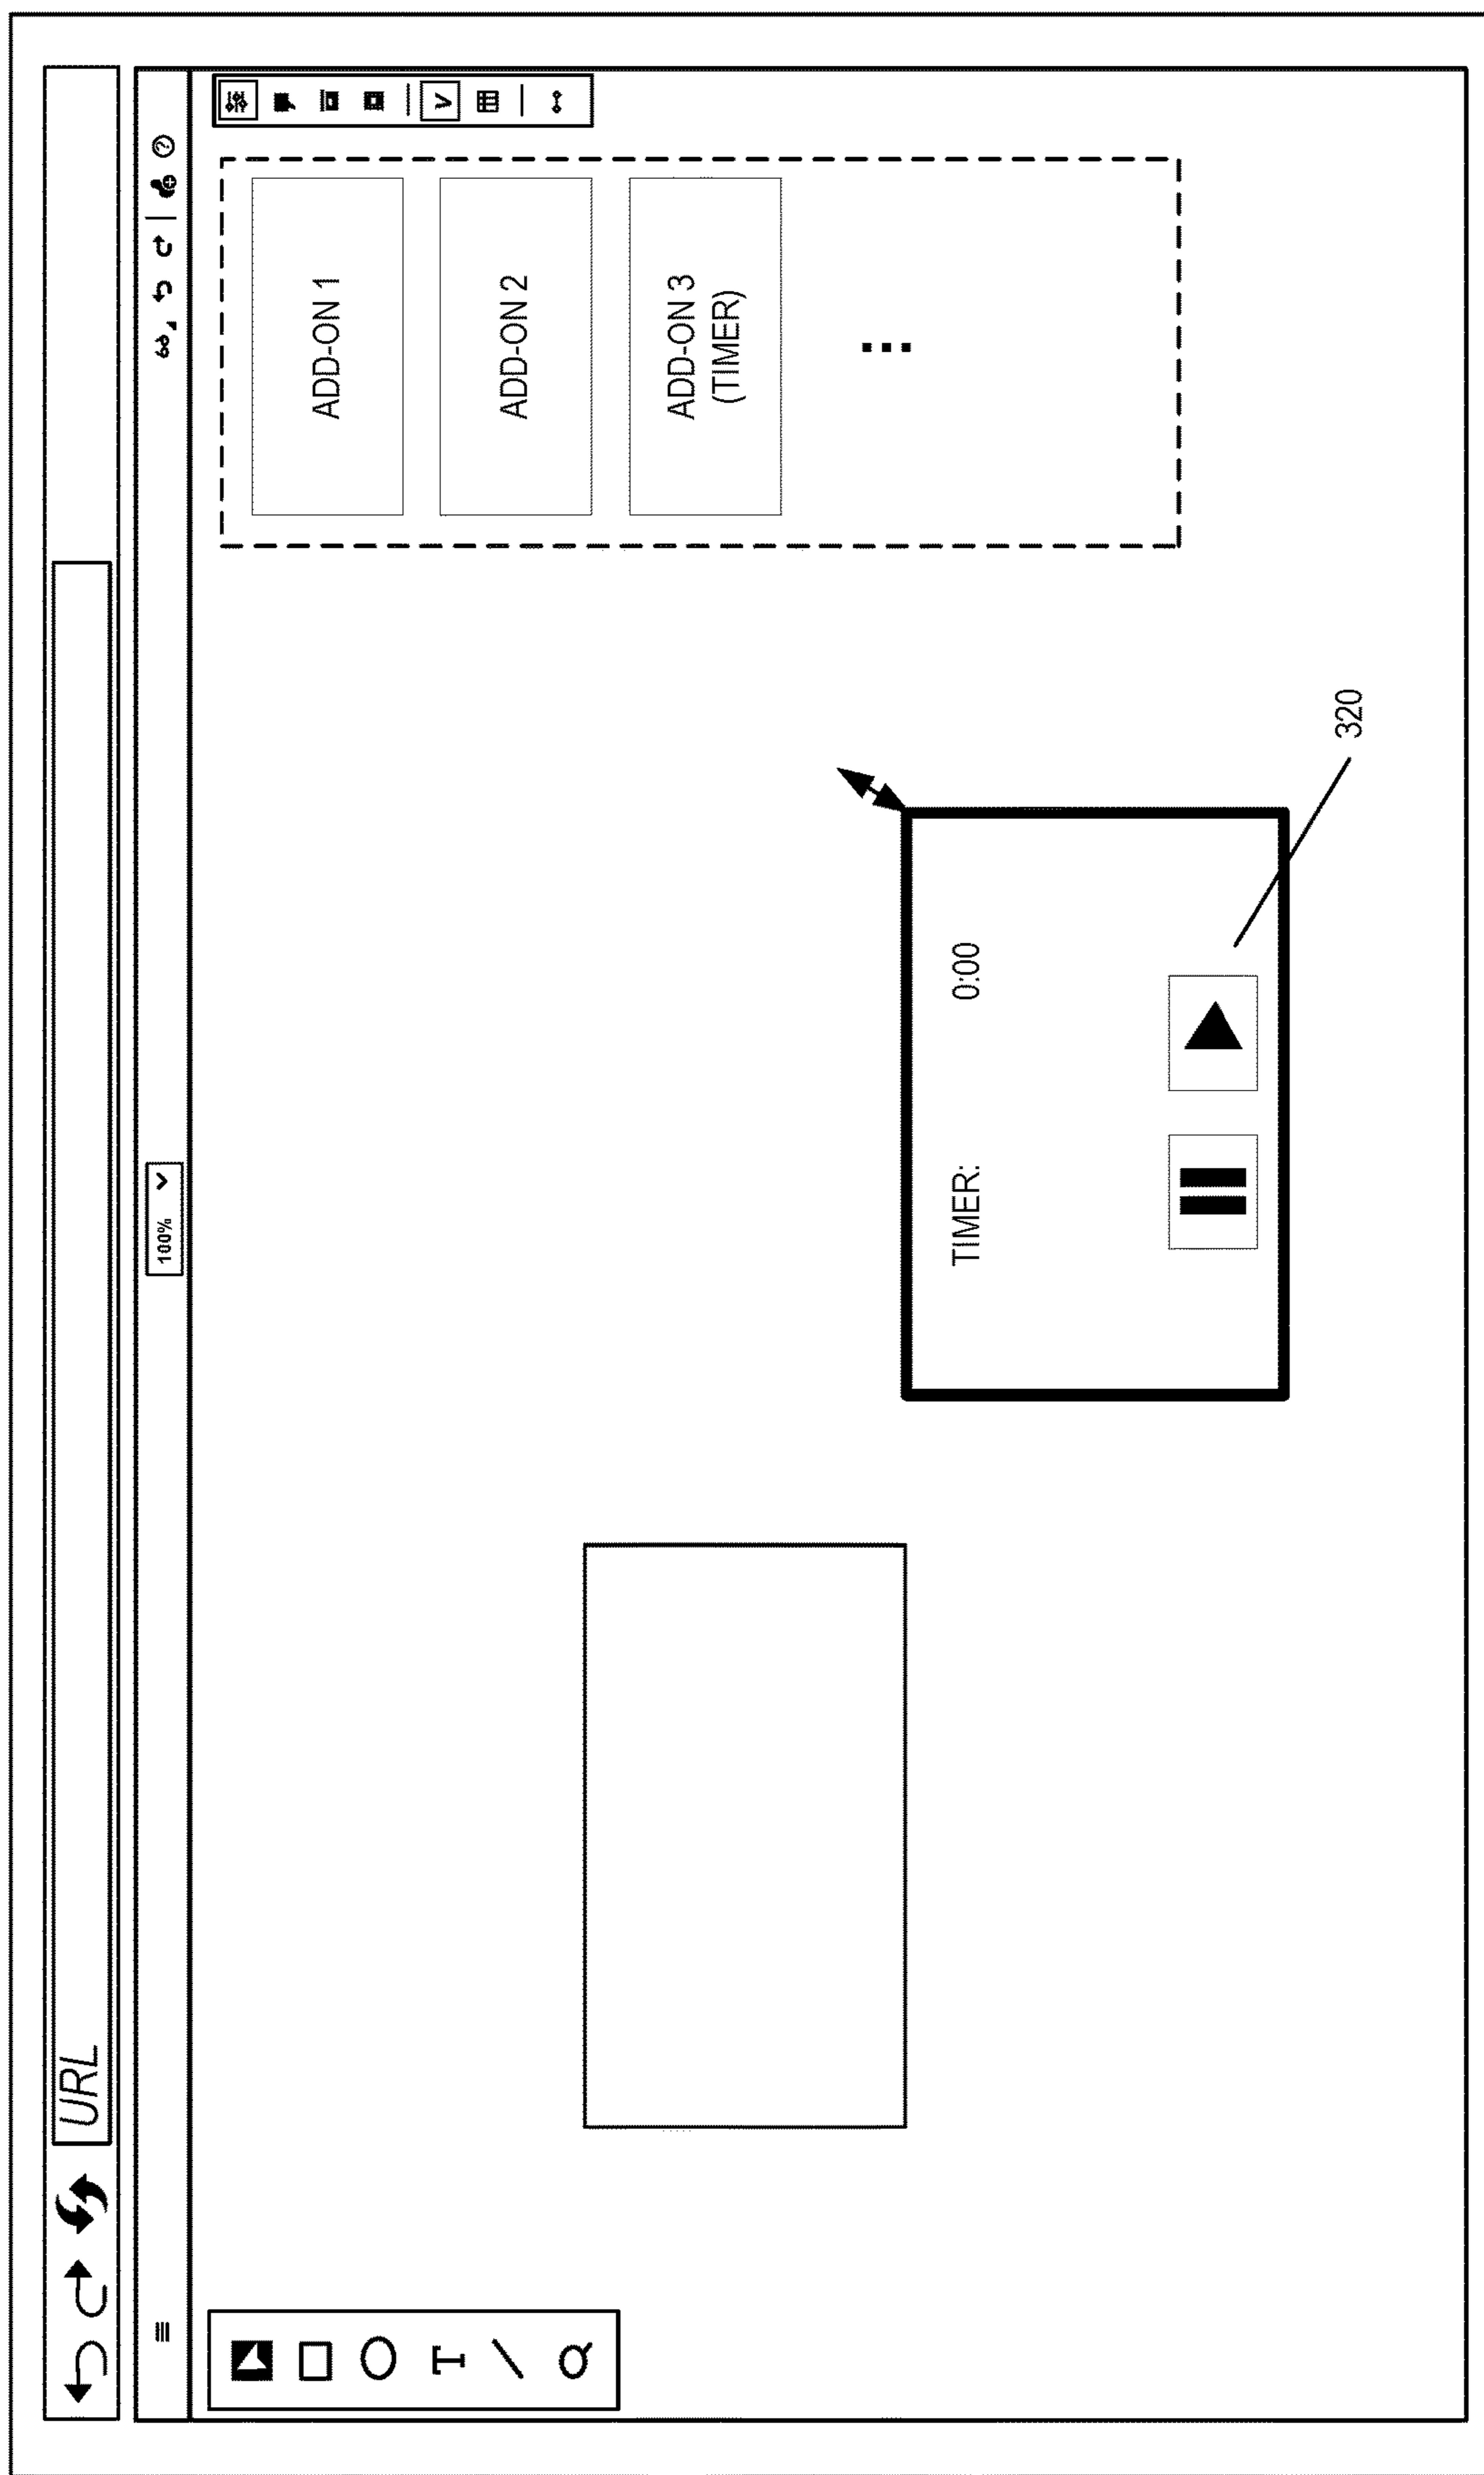 URL
100%
ADD-ON 1
ADD-ON 2
ADD-ON 3
(TIMER)
TIMER: 0:00
320